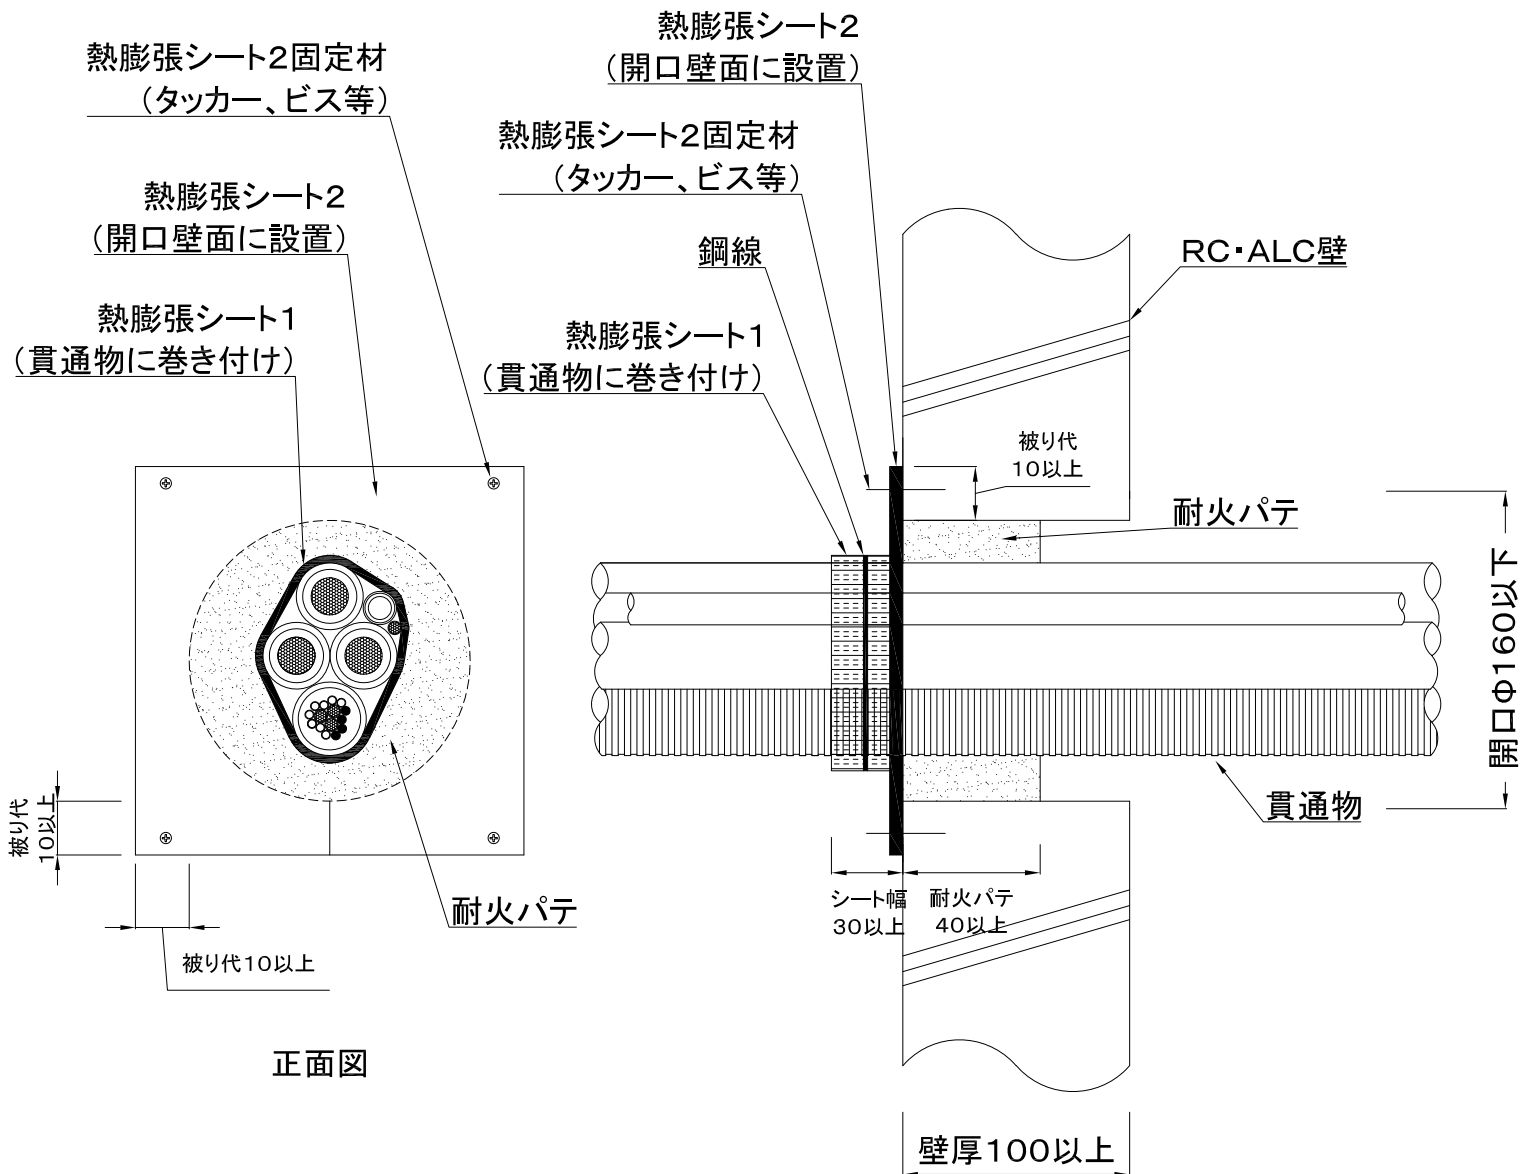 熱膨張シート2固定材
（タッカー、ビス等）
熱膨張シート2
（開口壁面に設置）
熱膨張シート1
（貫通物に巻き付け）
被り代
10以上
被り代10以上
耐火パテ
正面図
熱膨張シート2
（開口壁面に設置）
熱膨張シート2固定材
（タッカー、ビス等）
鋼線
熱膨張シート1
（貫通物に巻き付け）
RC・ALC壁
被り代
10以上
耐火パテ
開口Φ160以下
貫通物
シート幅
30以上
耐火パテ
40以上
壁厚100以上